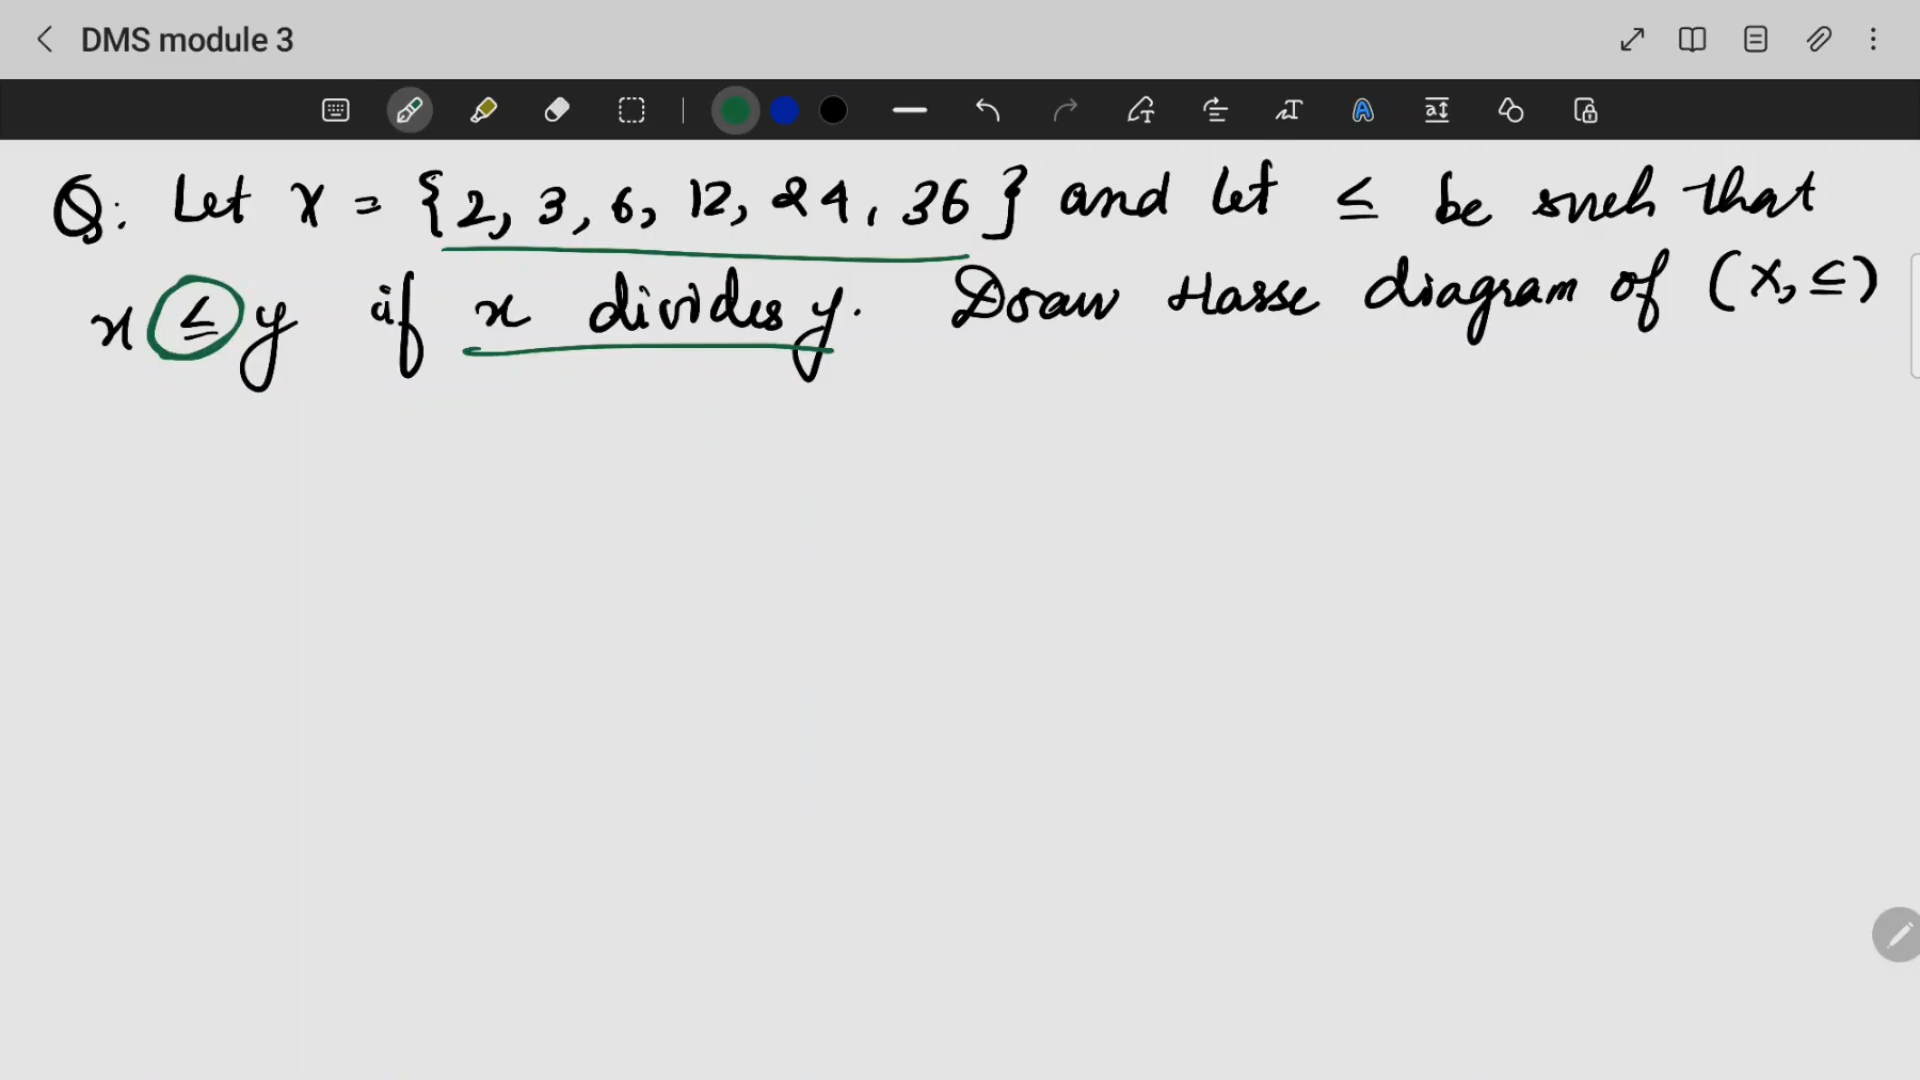 DMS module 3
Q: Let X = {2, 3, 6, 12, 24, 36} and let ≤ be such that
x ≤ y if x divides y. Draw Hasse diagram of (X, ≤)